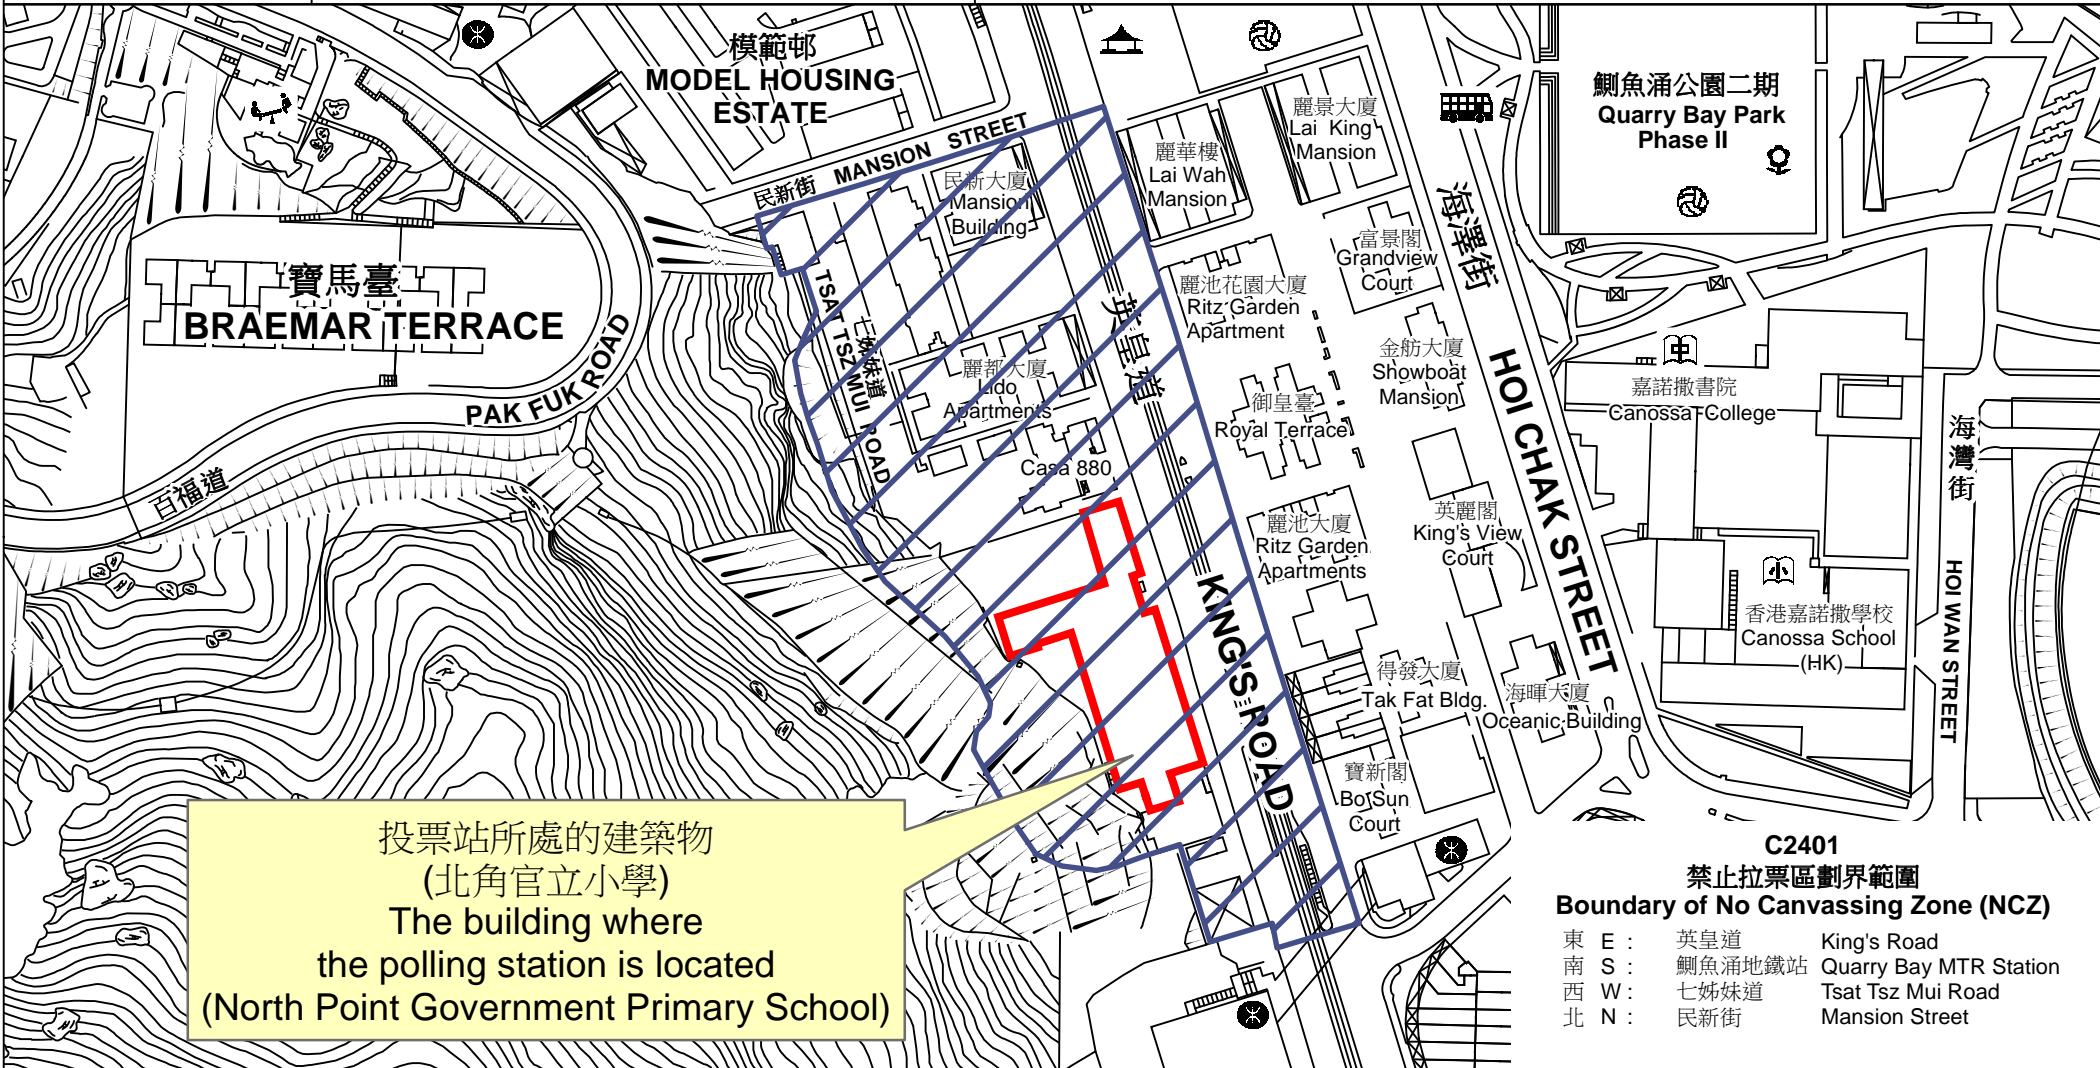 模範邨
MODEL HOUSING
ESTATE
民新街 MANSION STREET
民新大廈
Mansion
Building
麗華樓
Lai Wah
Mansion
麗景大廈
Lai King
Mansion
鰂魚涌公園二期
Quarry Bay Park
Phase II
海澤街
HOI CHAK STREET
富景閣
Grandview
Court
寶馬臺
BRAEMAR TERRACE
PAK FUK ROAD
百福道
七姊妹道
TSAT TSZ MUI ROAD
英皇道
KING'S ROAD
麗池花園大廈
Ritz Garden
Apartment
麗都大廈
Lido
Apartments
金舫大廈
Showboat
Mansion
御皇臺
Royal Terrace
Casa 880
中
嘉諾撒書院
Canossa College
海灣街
HOI WAN STREET
麗池大廈
Ritz Garden
Apartments
英麗閣
King's View
Court
小
香港嘉諾撒學校
Canossa School
(HK)
得發大廈
Tak Fat Bldg.
海暉大廈
Oceanic Building
寶新閣
Bo Sun
Court
投票站所處的建築物
(北角官立小學)
The building where
the polling station is located
(North Point Government Primary School)
C2401
禁止拉票區劃界範圍
Boundary of No Canvassing Zone (NCZ)
東 E : 英皇道 King's Road
南 S : 鰂魚涌地鐵站 Quarry Bay MTR Station
西 W : 七姊妹道 Tsat Tsz Mui Road
北 N : 民新街 Mansion Street